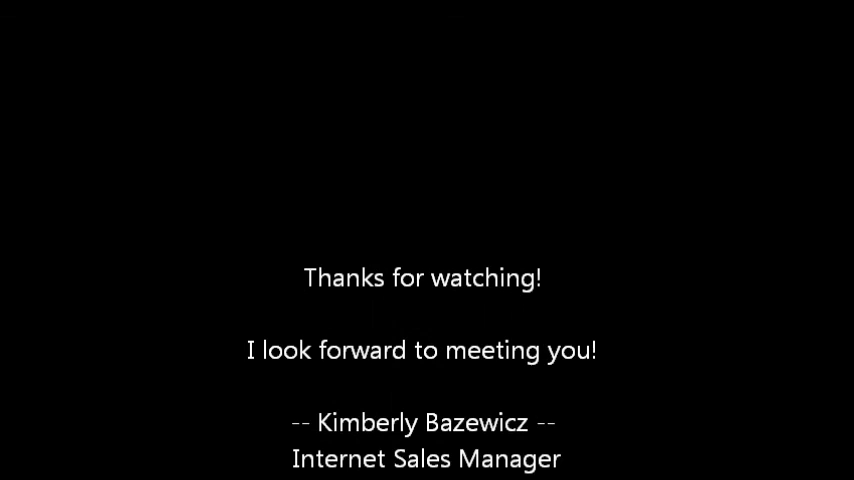 Thanks for watching!
I look forward to meeting you!
-- Kimberly Bazewicz --
Internet Sales Manager